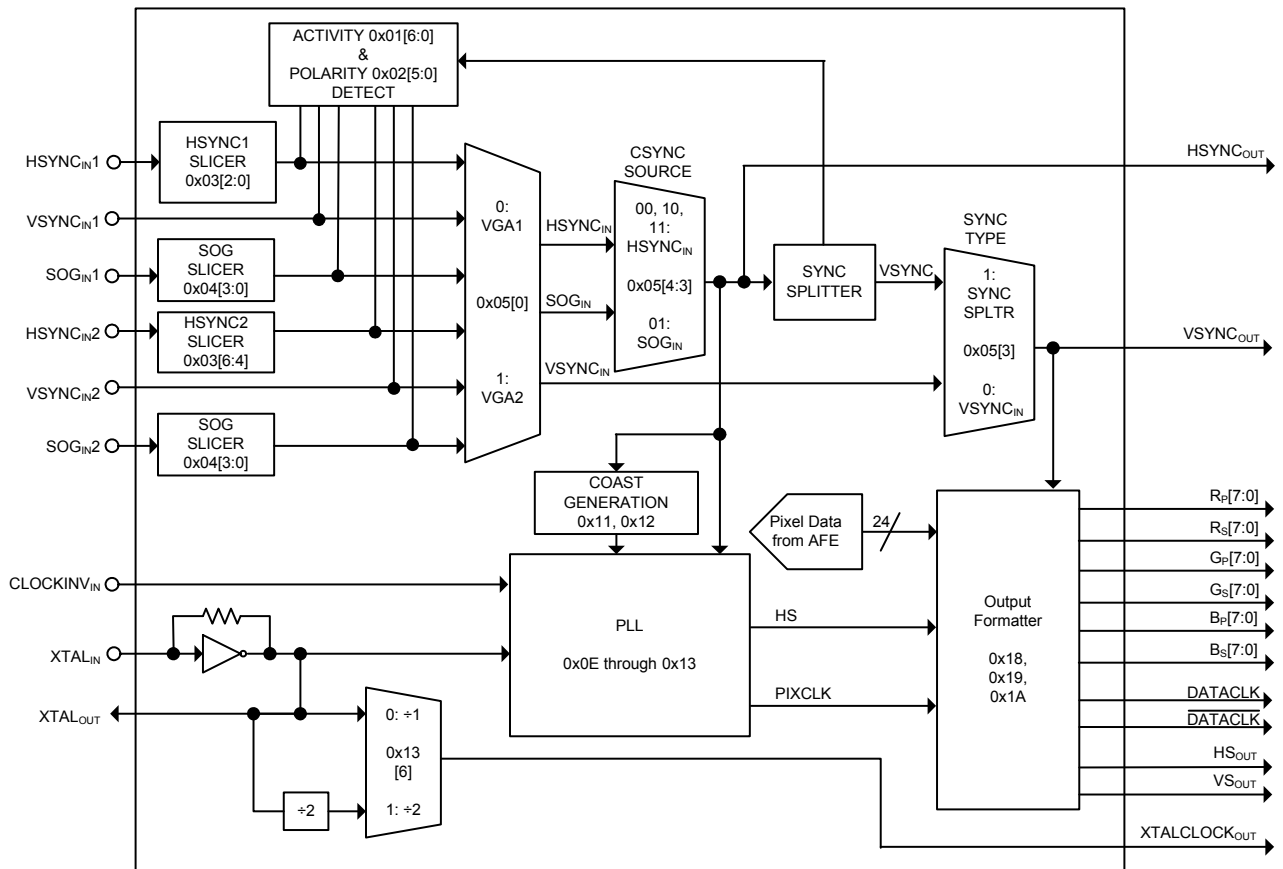 ACTIVITY 0x01[6:0]
&
POLARITY 0x02[5:0]
DETECT
HSYNCIN1
HSYNC1
SLICER
0x03[2:0]
VSYNCIN1
SOGIN1
SOG
SLICER
0x04[3:0]
HSYNCIN2
HSYNC2
SLICER
0x03[6:4]
VSYNCIN2
SOGIN2
SOG
SLICER
0x04[3:0]
0:
VGA1
0x05[0]
1:
VGA2
HSYNCIN
SOGIN
VSYNCIN
CSYNC
SOURCE
00, 10,
11:
HSYNCIN
0x05[4:3]
01:
SOGIN
SYNC
SPLITTER
VSYNC
SYNC
TYPE
1:
SYNC
SPLTR
0x05[3]
0:
VSYNCIN
HSYNCOUT
VSYNCOUT
COAST
GENERATION
0x11, 0x12
Pixel Data
from AFE
24
CLOCKINVIN
XTALIN
XTALOUT
PLL
0x0E through 0x13
HS
PIXCLK
0: ÷1
0x13
[6]
1: ÷2
÷2
Output
Formatter
0x18,
0x19,
0x1A
RP[7:0]
RS[7:0]
GP[7:0]
GS[7:0]
BP[7:0]
BS[7:0]
DATACLK
DATACLK
HSOUT
VSOUT
XTALCLOCKOUT